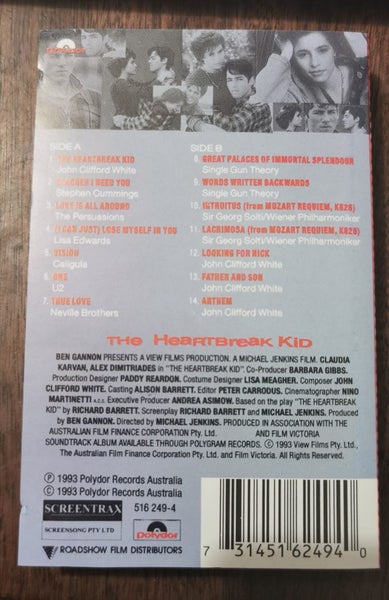 polydor
SIDE A
1. THE HEARTBREAK KID
John Clifford White
2. TEACHER I NEED YOU
Stephen Cummings
3. LOVE IS ALL AROUND
The Persuassions
4. (I CAN JUST) LOSE MYSELF IN YOU
Lisa Edwards
5. VISION
Caligula
6. ONE
U2
7. TRUE LOVE
Neville Brothers
SIDE B
8. GREAT PALACES OF IMMORTAL SPLENDOUR
Single Gun Theory
9. WORDS WRITTEN BACKWARDS
Single Gun Theory
10. INTROITUS (from MOZART REQUIEM, K626)
Sir Georg Solti/Wiener Philharmoniker
11. LACRIMOSA (from MOZART REQUIEM, K626)
Sir Georg Solti/Wiener Philharmoniker
12. LOOKING FOR NICK
John Clifford White
13. FATHER AND SON
John Clifford White
14. ANTHEM
John Clifford White
THE HEARTBREAK KID
BEN GANNON PRESENTS A VIEW FILMS PRODUCTION. A MICHAEL JENKINS FILM. CLAUDIA
KARVAN, ALEX DIMITRIADES in "THE HEARTBREAK KID". Co-Producer BARBARA GIBBS.
Production Designer PADDY REARDON. Costume Designer LISA MEAGHER. Composer JOHN
CLIFFORD WHITE. Casting ALISON BARRETT. Editor PETER CARRODUS. Cinematographer NINO
MARTINETTI A.C.S. Executive Producer ANDREA ASIMOW. Based on the play "THE HEARTBREAK
KID" by RICHARD BARRETT. Screenplay RICHARD BARRETT and MICHAEL JENKINS. Produced
by BEN GANNON. Directed by MICHAEL JENKINS. PRODUCED IN ASSOCIATION WITH THE
AUSTRALIAN FILM FINANCE CORPORATION Pty. Ltd. AND FILM VICTORIA
SOUNDTRACK ALBUM AVAILABLE THROUGH POLYGRAM RECORDS. © 1993 View Films Pty. Ltd.,
The Australian Film Finance Corporation Pty. Ltd. and Film Victoria. All Rights Reserved.
℗ 1993 Polydor Records Australia
© 1993 Polydor Records Australia
SCREENTRAX
516 249-4
SCREENSONG PTY LTD
Polydor
ROADSHOW FILM DISTRIBUTORS
7 31451 62494 0